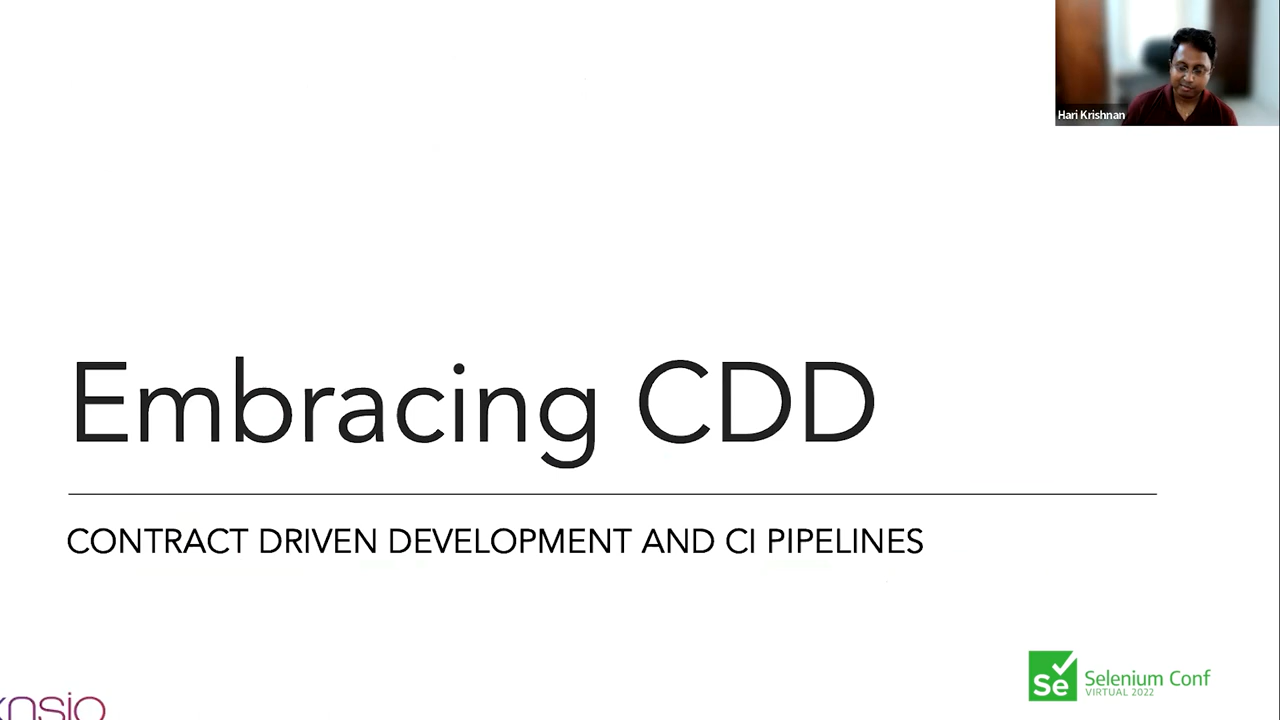 Hari Krishnan
Embracing CDD
CONTRACT DRIVEN DEVELOPMENT AND CI PIPELINES
Se
Selenium Conf
VIRTUAL 2022